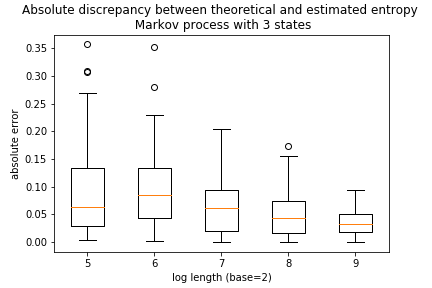 Absolute discrepancy between theoretical and estimated entropy
Markov process with 3 states
absolute error
0.35
0.30
0.25
0.20
0.15
0.10
0.05
0.00
5 6 7 8 9
log length (base=2)